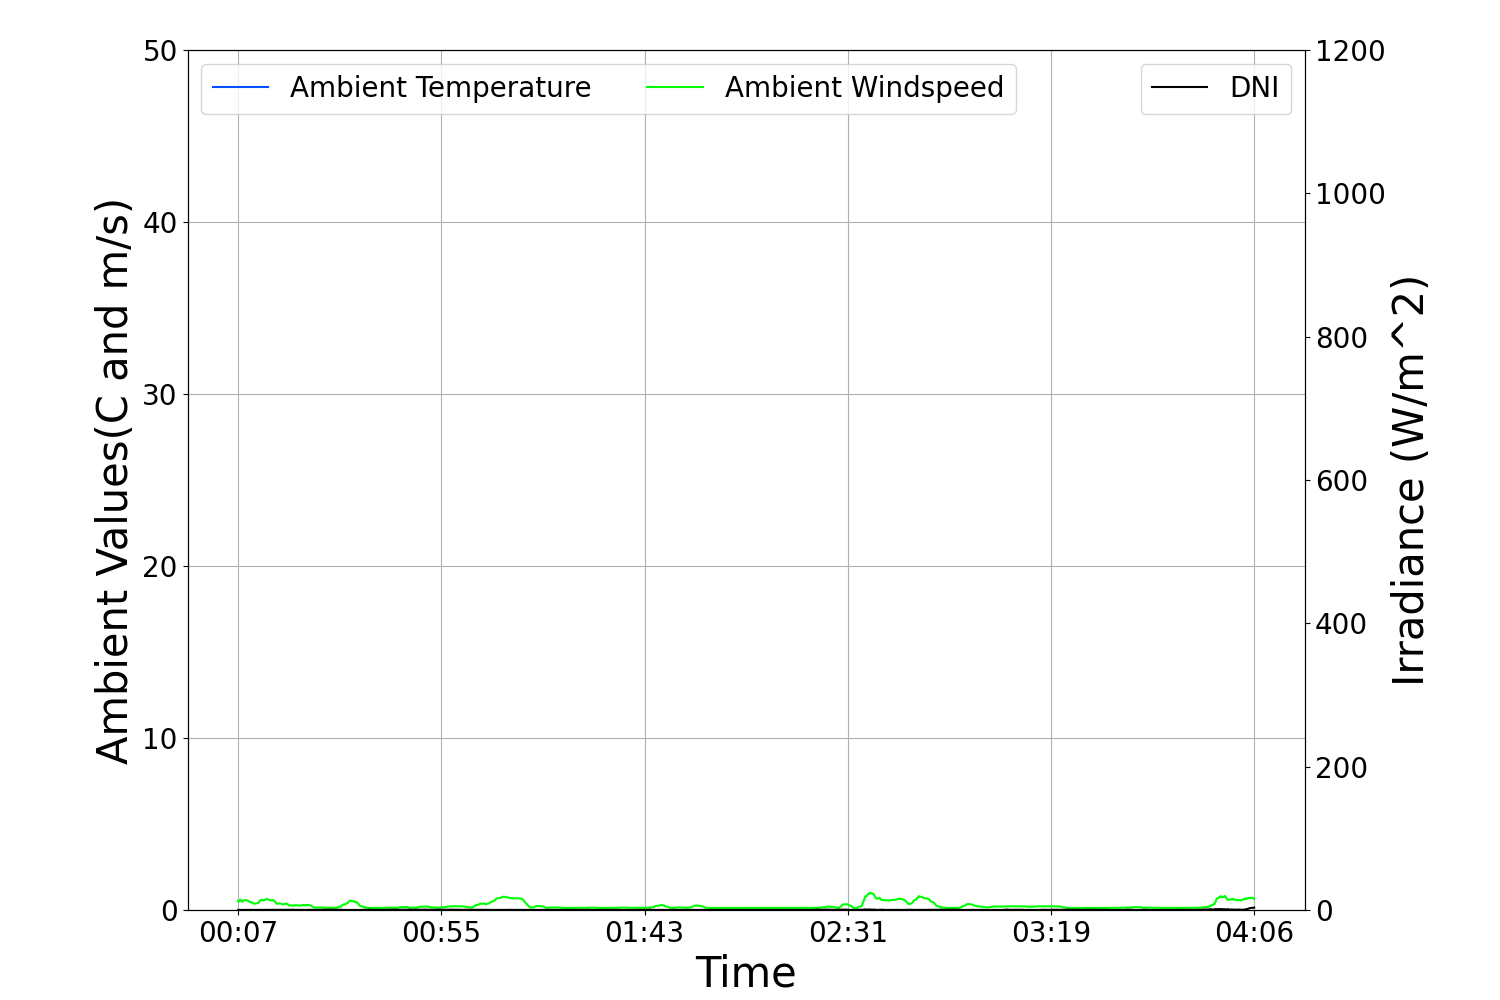 Ambient Temperature
Ambient Windspeed
DNI
Ambient Values(C and m/s)
50
40
30
20
10
0
1200
1000
800
600
400
200
0
Irradiance (W/m^2)
00:07 00:55 01:43 02:31 03:19 04:06
Time